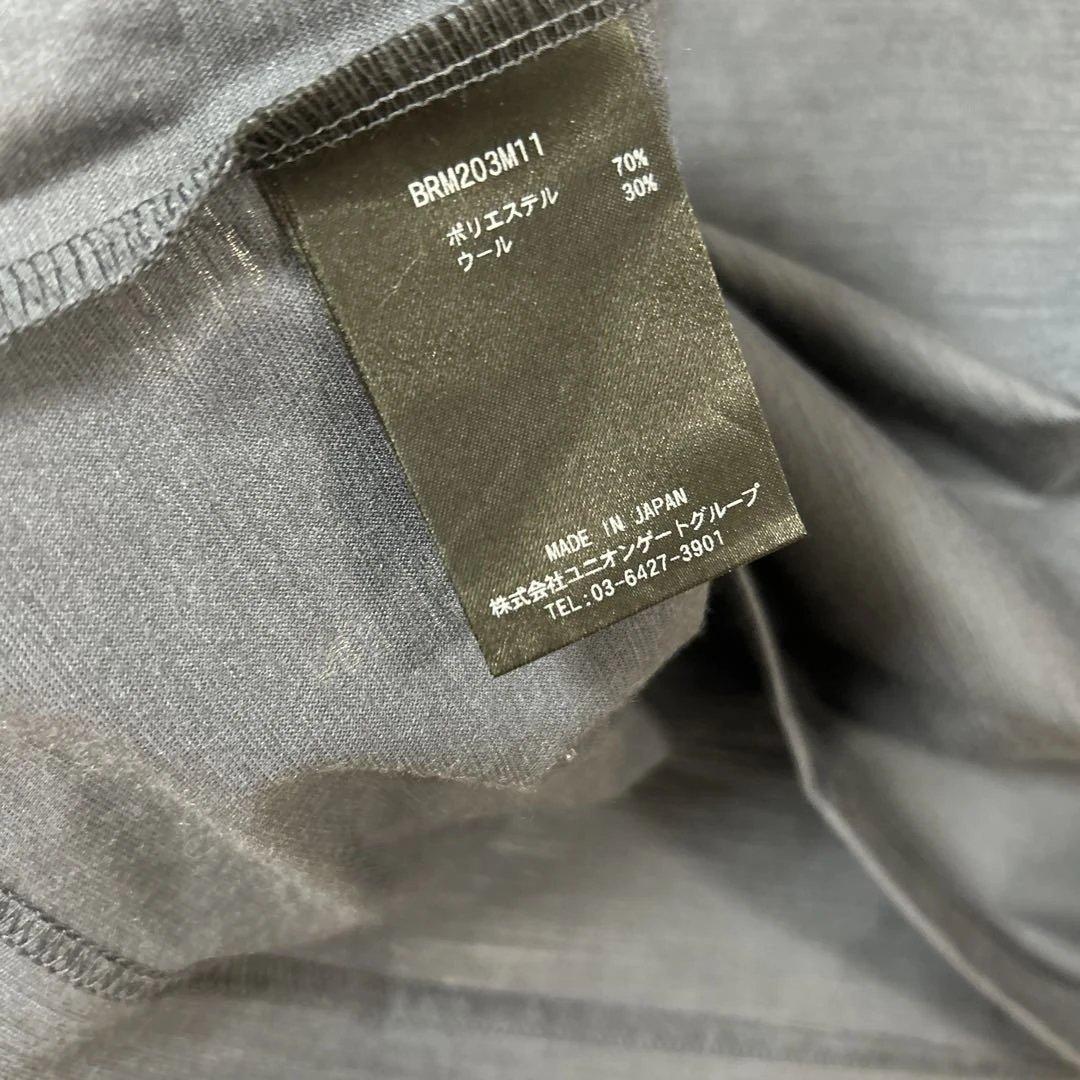 BRM203M11
ポリエステル 70%
ウール 30%
MADE IN JAPAN
株式会社ユニオンゲートグループ
TEL:03-6427-3901